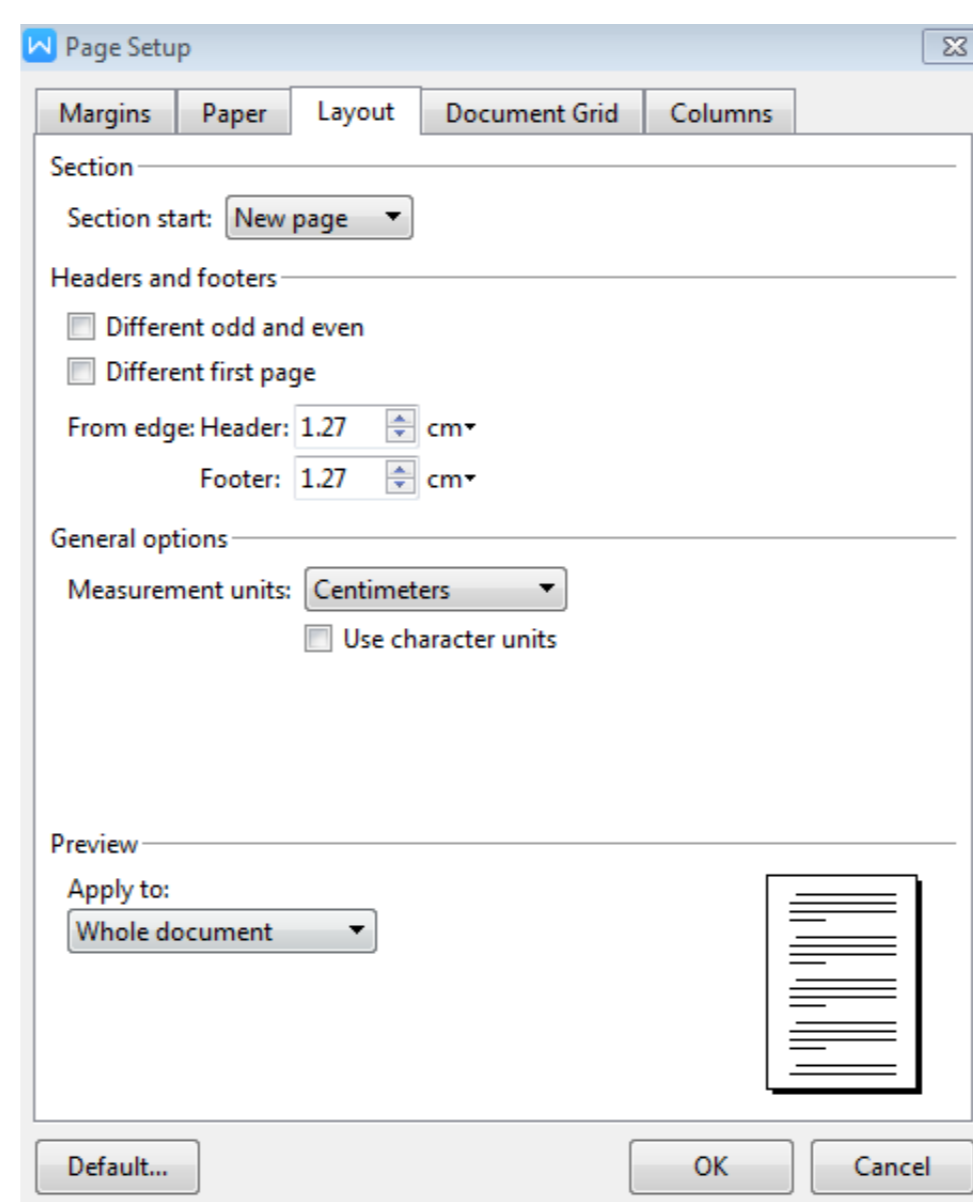 Page Setup
Margins Paper Layout Document Grid Columns
Section
Section start: New page
Headers and footers
Different odd and even
Different first page
From edge: Header: 1.27 cm
Footer: 1.27 cm
General options
Measurement units: Centimeters
Use character units
Preview
Apply to:
Whole document
Default... OK Cancel